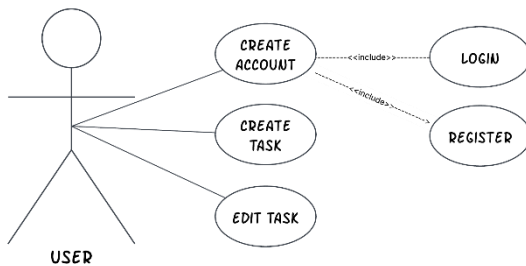 CREATE
ACCOUNT
<<include>>
LOGIN
<<include>>
REGISTER
CREATE
TASK
EDIT TASK
USER